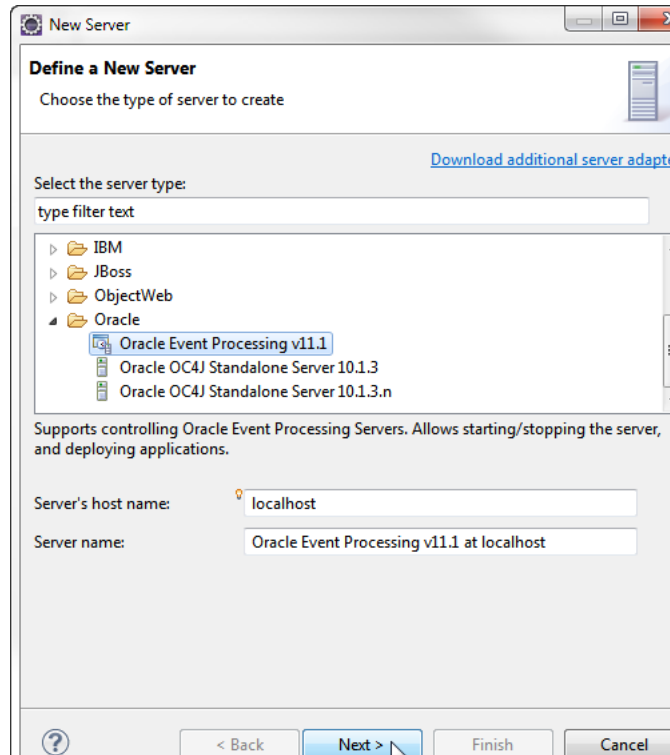 New Server
Define a New Server
Choose the type of server to create
Download additional server adapte
Select the server type:
type filter text
IBM
JBoss
ObjectWeb
Oracle
Oracle Event Processing v11.1
Oracle OC4J Standalone Server 10.1.3
Oracle OC4J Standalone Server 10.1.3.n
Supports controlling Oracle Event Processing Servers. Allows starting/stopping the server,
and deploying applications.
Server's host name: localhost
Server name: Oracle Event Processing v11.1 at localhost
? < Back Next > Finish Cancel